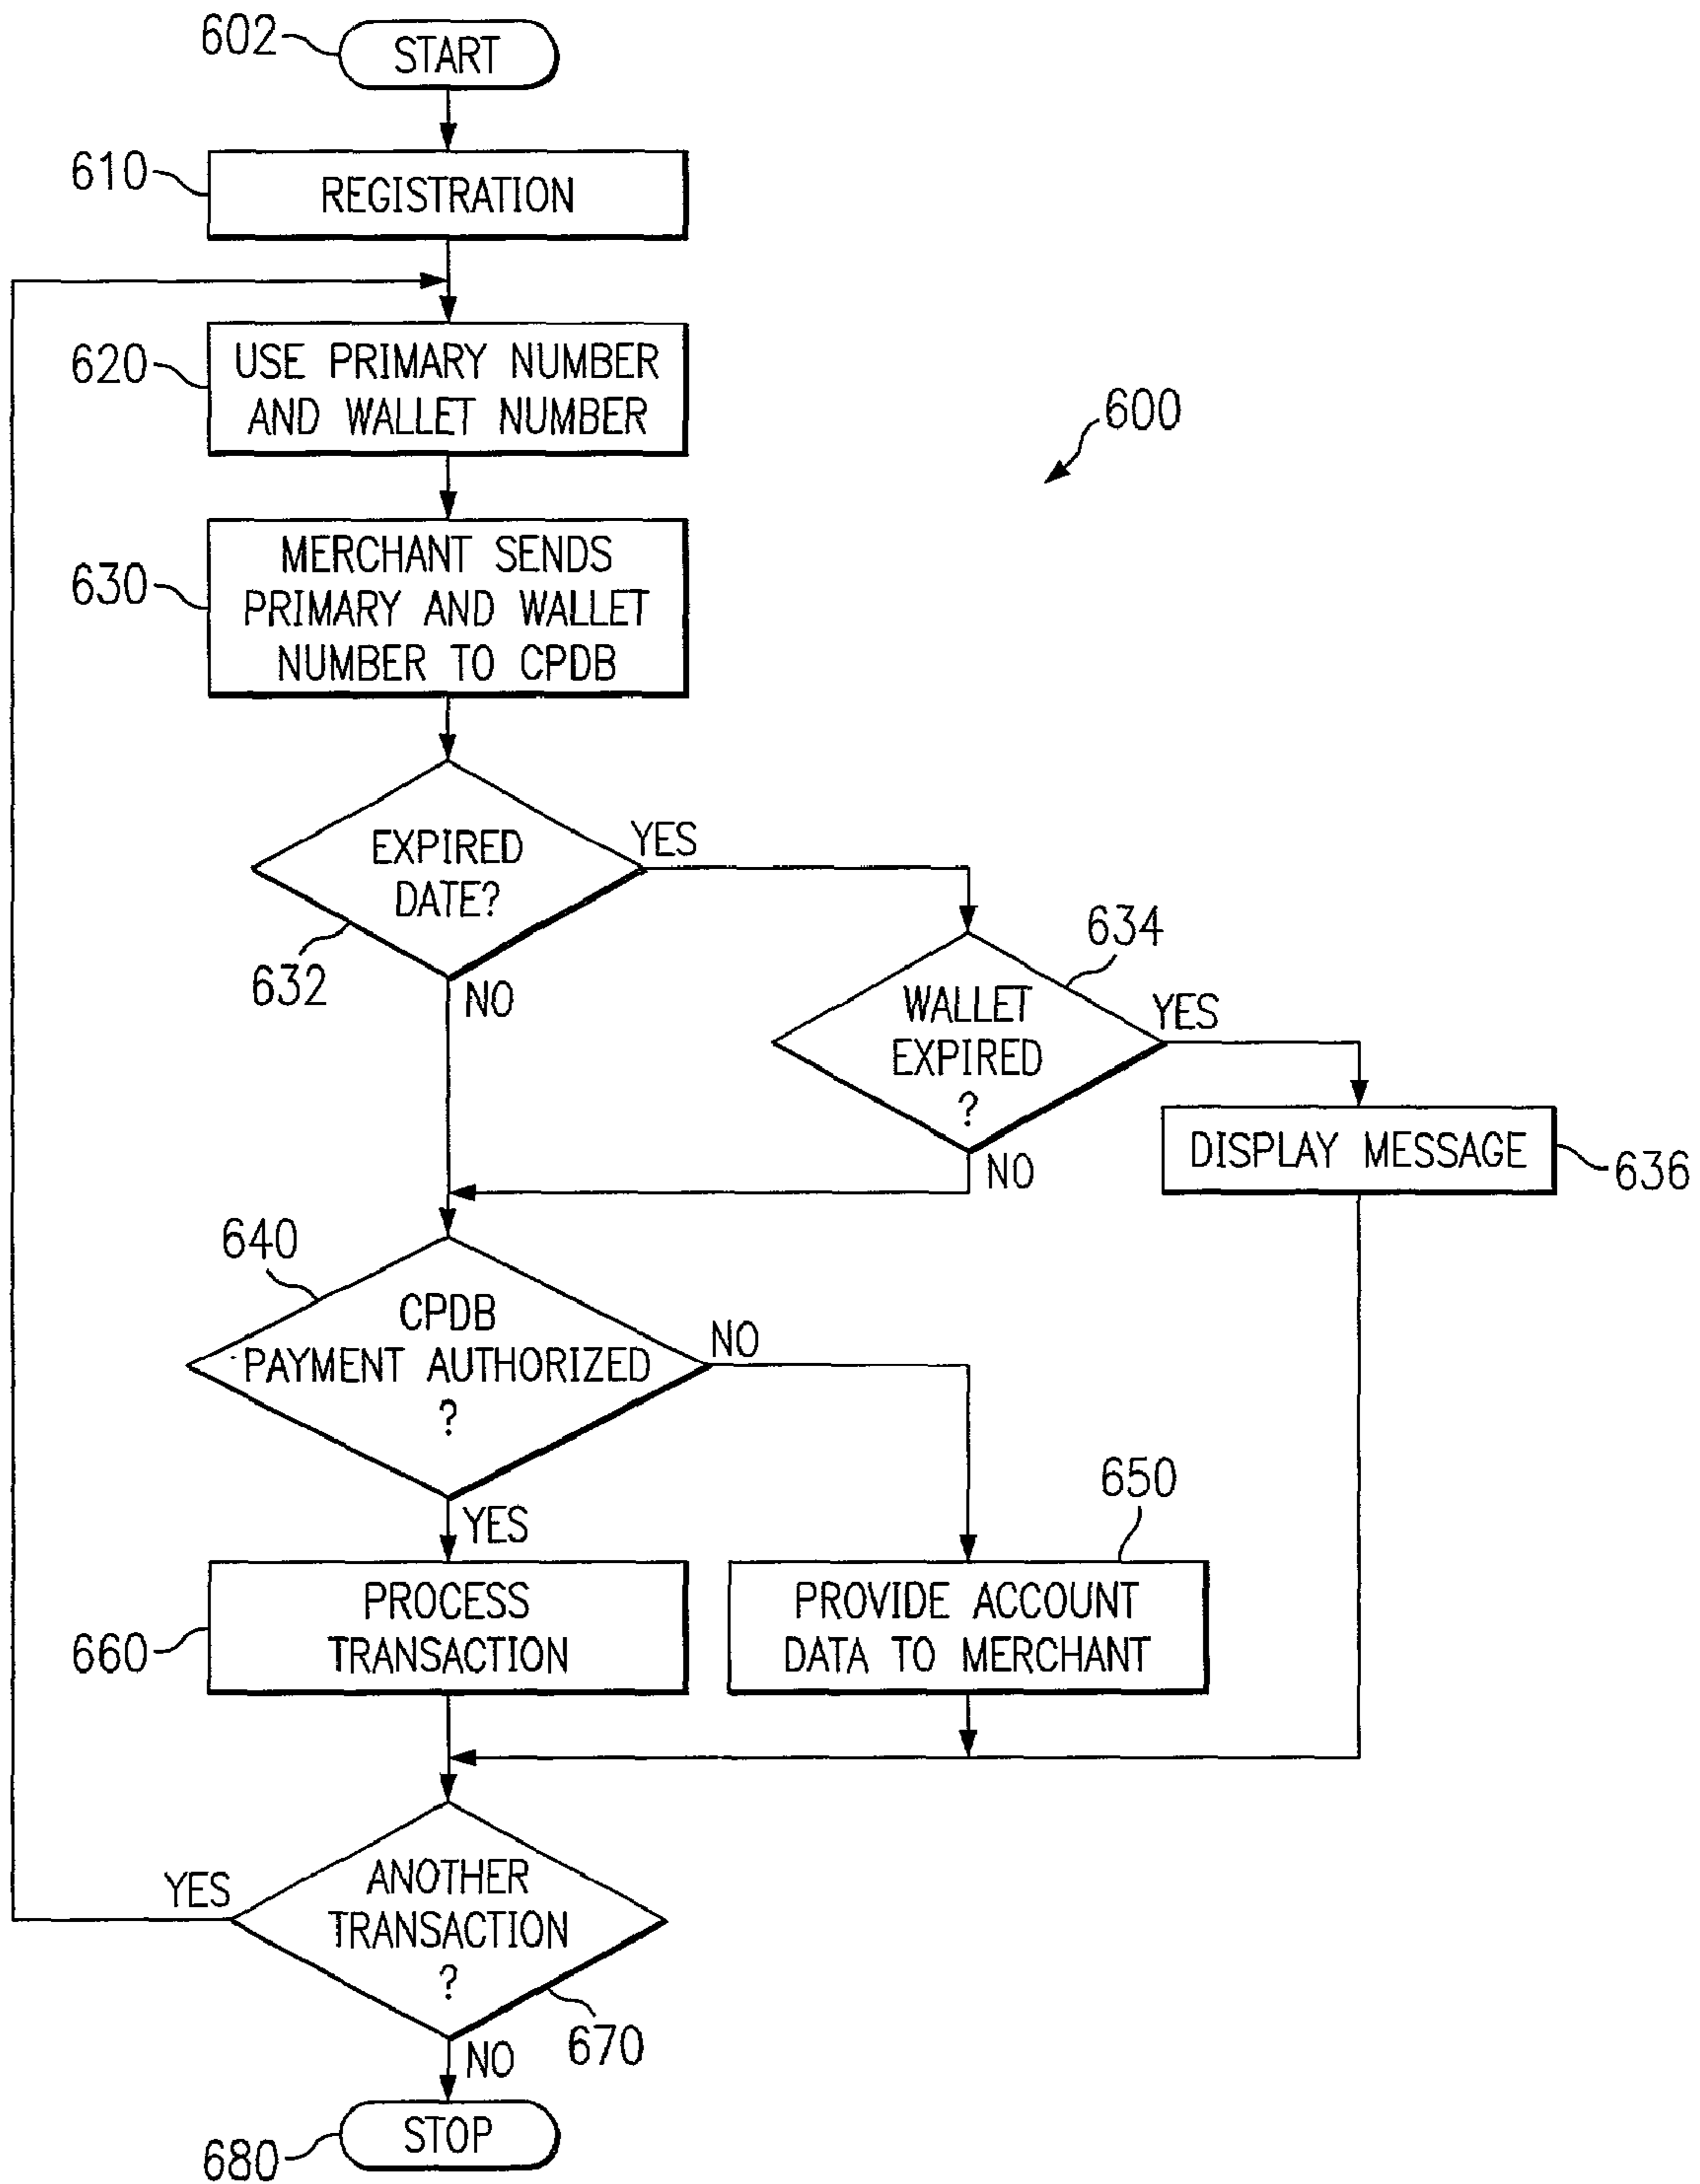 602
START
610
REGISTRATION
620
USE PRIMARY NUMBER
AND WALLET NUMBER
600
630
MERCHANT SENDS
PRIMARY AND WALLET
NUMBER TO CPDB
EXPIRED
DATE?
YES
632
NO
634
WALLET
EXPIRED
?
YES
NO
DISPLAY MESSAGE
636
640
CPDB
PAYMENT AUTHORIZED
?
NO
YES
650
660
PROCESS
TRANSACTION
PROVIDE ACCOUNT
DATA TO MERCHANT
YES
ANOTHER
TRANSACTION
?
670
NO
680
STOP